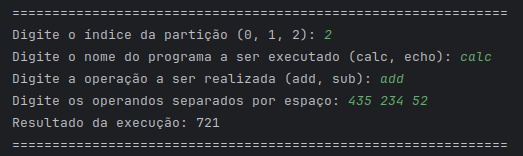 ==============================================================
Digite o índice da partição (0, 1, 2): 2
Digite o nome do programa a ser executado (calc, echo): calc
Digite a operação a ser realizada (add, sub): add
Digite os operandos separados por espaço: 435 234 52
Resultado da execução: 721
==============================================================